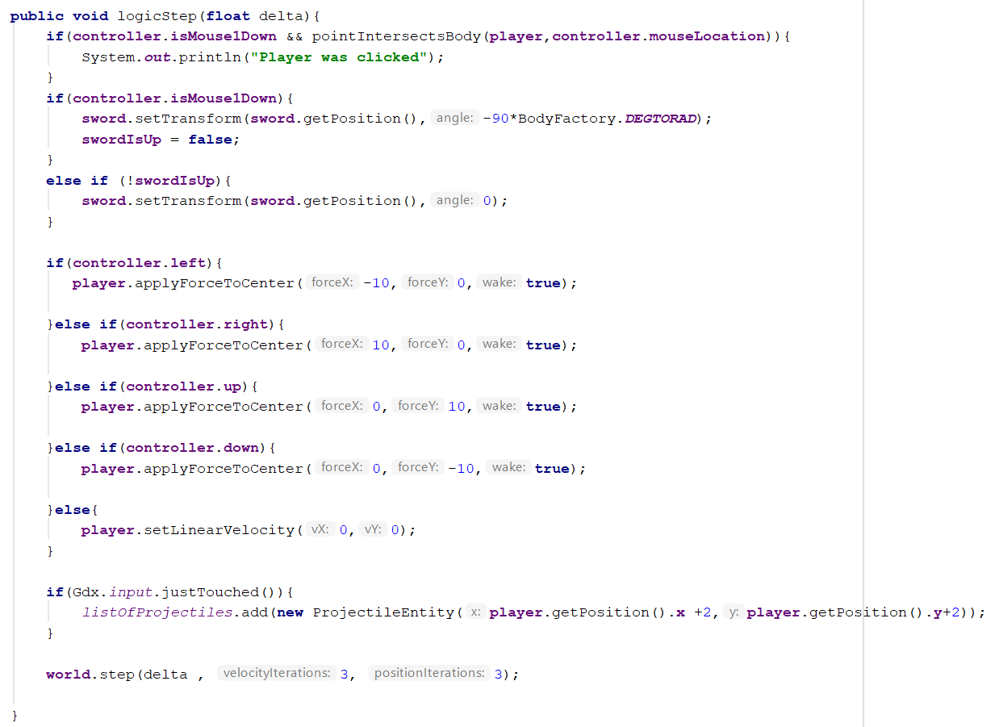 public void logicStep(float delta){
    if(controller.isMouse1Down && pointIntersectsBody(player,controller.mouseLocation)){
        System.out.println("Player was clicked");
    }
    if(controller.isMouse1Down){
        sword.setTransform(sword.getPosition(), angle: -90*BodyFactory.DEGTORAD);
        swordIsUp = false;
    }
    else if (!swordIsUp){
        sword.setTransform(sword.getPosition(), angle: 0);
    }
    if(controller.left){
       player.applyForceToCenter( forceX: -10, forceY: 0, wake: true);
    }else if(controller.right){
        player.applyForceToCenter( forceX: 10, forceY: 0, wake: true);
    }else if(controller.up){
        player.applyForceToCenter( forceX: 0, forceY: 10, wake: true);
    }else if(controller.down){
        player.applyForceToCenter( forceX: 0, forceY: -10, wake: true);
    }else{
        player.setLinearVelocity( vX: 0, vY: 0);
    }
    if(Gdx.input.justTouched()){
        listOfProjectiles.add(new ProjectileEntity( x: player.getPosition().x +2, y: player.getPosition().y+2));
    }
    world.step(delta , velocityIterations: 3, positionIterations: 3);
}